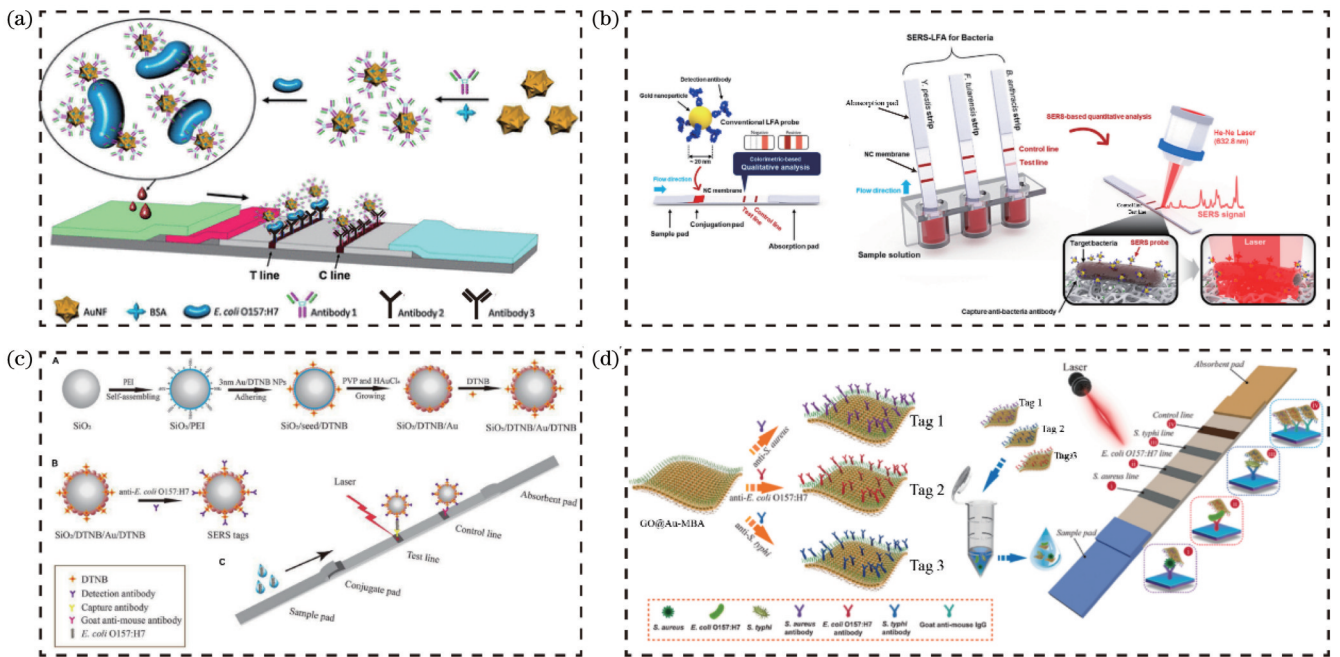 (a)
T line
C line
AuNF
BSA
E. coli O157:H7
Antibody 1
Antibody 2
Antibody 3
(b)
SERS-LFA for Bacteria
Detection antibody
Gold nanoparticle
Conventional LFA probe
Negative
Positive
~ 20 nm
Colorimetric-based
Qualitative analysis
Flow direction
NC membrane
Test line
Control line
Sample pad
Conjugation pad
Absorption pad
Y. pestis strip
F. tularensis strip
B. anthracis strip
Abasorption pad
NC membrane
Control line
Test line
Flow direction
Sample solution
SERS-based quantitative analysis
He-Ne Laser
(632.8 nm)
Control Line
Test Line
SERS signal
Target bacteria
SERS probe
Laser
Capture anti-bacteria antibody
(c)
A
PEI
Self-assembling
3nm Au/DTNB NPs
Adhering
PVP and HAuCl₄
Growing
DTNB
SiO₂
SiO₂/PEI
SiO₂/seed/DTNB
SiO₂/DTNB/Au
SiO₂/DTNB/Au/DTNB
B
anti-E. coli O157:H7
SiO₂/DTNB/Au/DTNB
SERS tags
C
Laser
Absorbent pad
Control line
Test line
Conjugate pad
Sample pad
DTNB
Detection antibody
Capture antibody
Goat anti-mouse antibody
E. coli O157:H7
(d)
GO@Au-MBA
anti-S. aureus
anti-E. coli O157:H7
anti-S. typhi
Tag 1
Tag 2
Tag 3
Tag 1
Tag 2
Tag3
Laser
Absorbent pad
Control line
S. typhi line
E. coli O157:H7 line
S. aureus line
Sample pad
S. aureus
E. coli O157:H7
S. typhi
S. aureus
antibody
E. coli O157:H7
antibody
S. typhi
antibody
Goat anti-mouse IgG